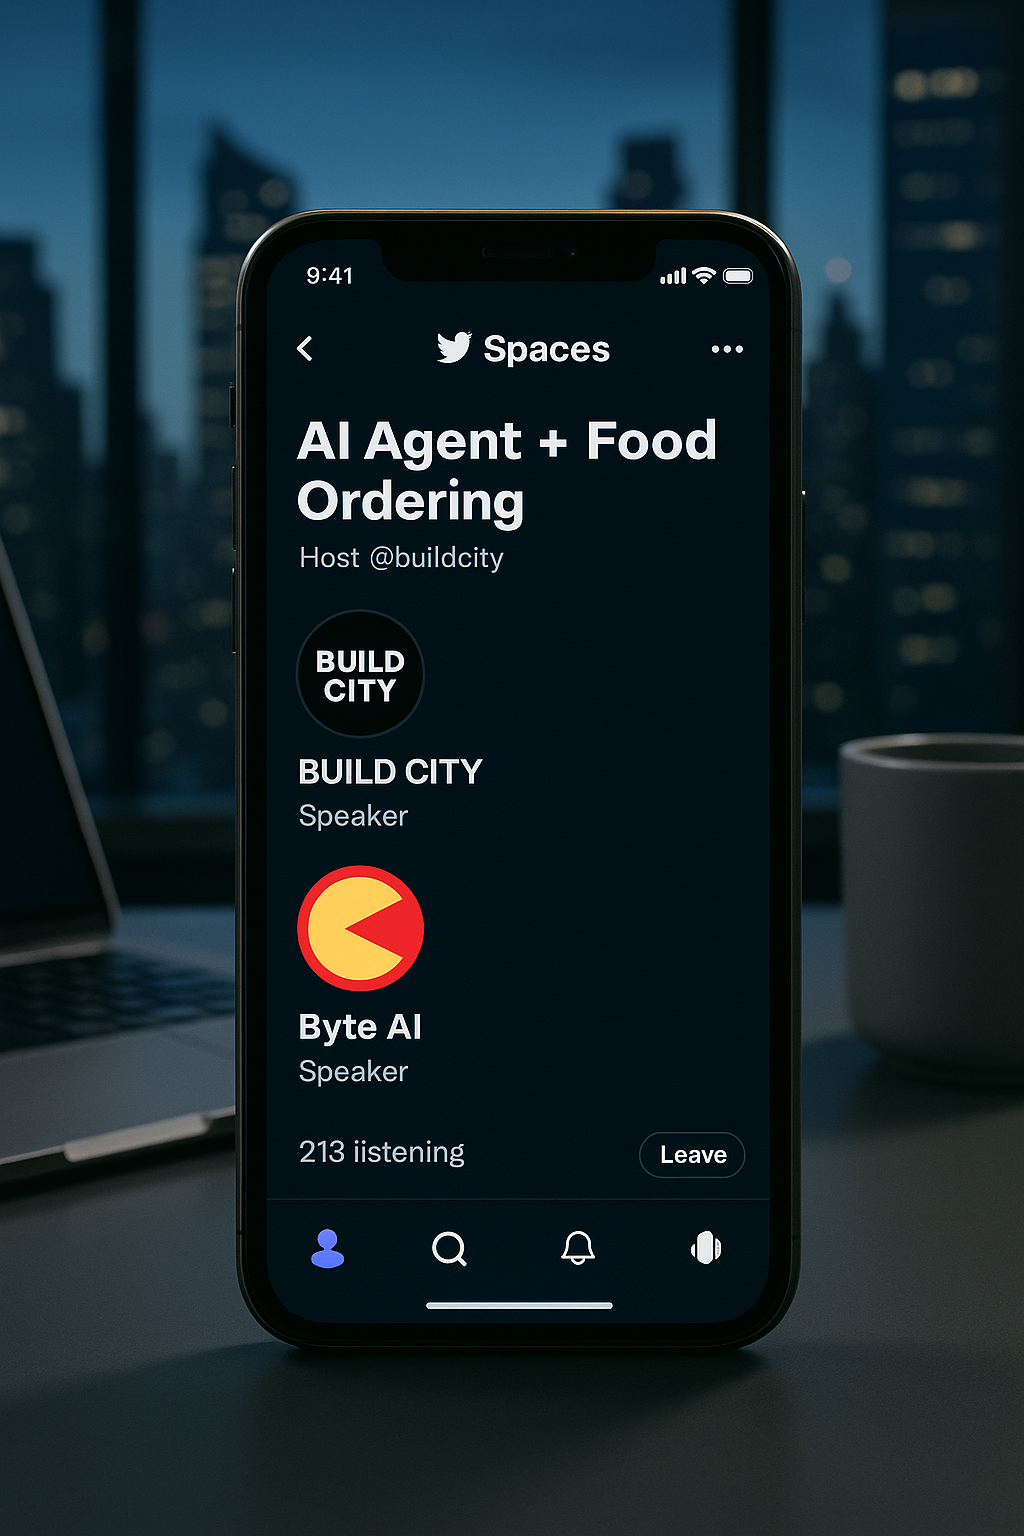 9:41
Spaces
AI Agent + Food
Ordering
Host @buildcity
BUILD
CITY
BUILD CITY
Speaker
Byte AI
Speaker
213 iistening
Leave